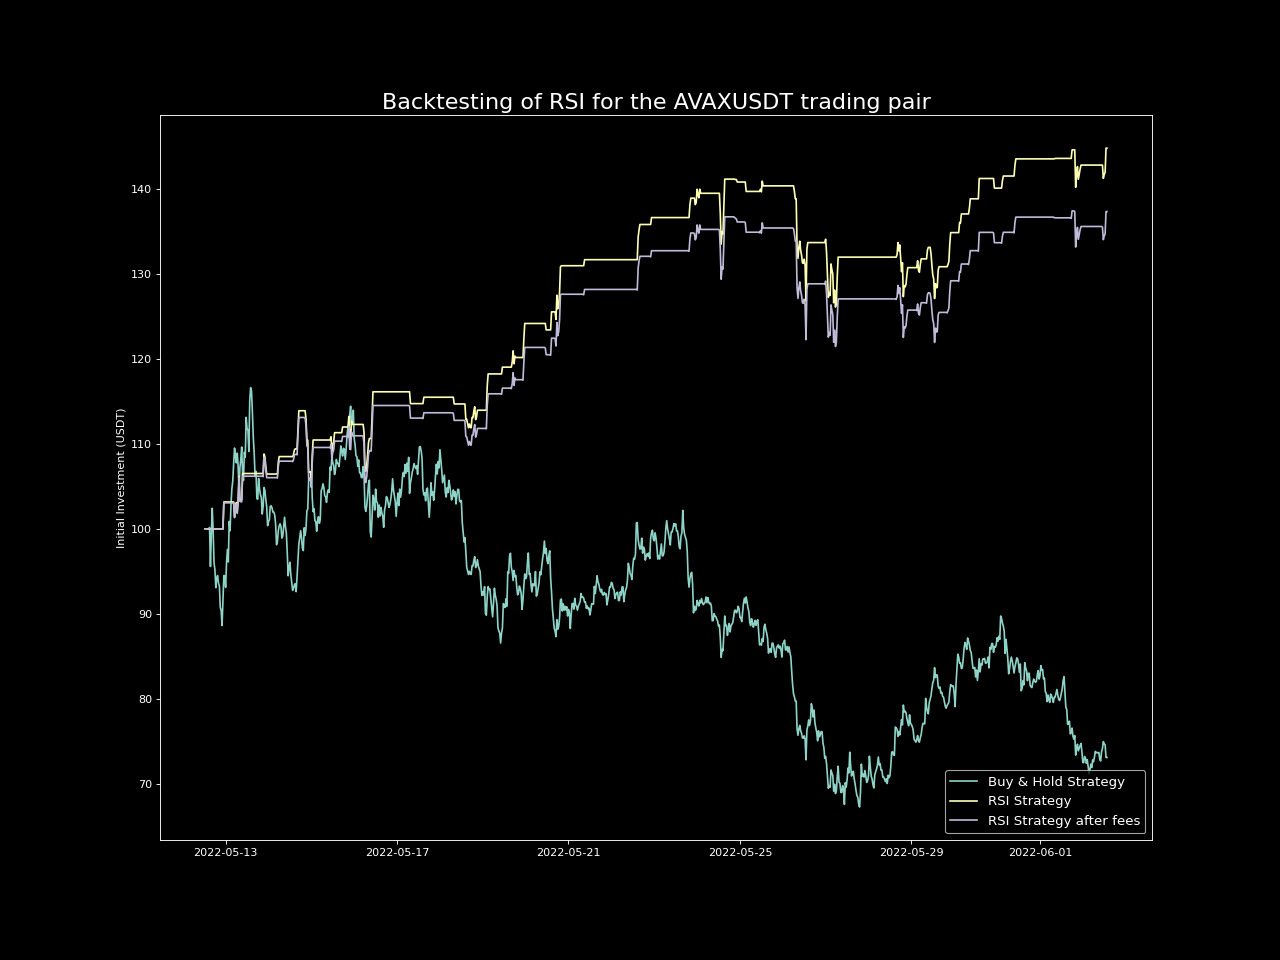 Backtesting of RSI for the AVAXUSDT trading pair
Initial Investment (USDT)
140
130
120
110
100
90
80
70
2022-05-13 2022-05-17 2022-05-21 2022-05-25 2022-05-29 2022-06-01
Buy & Hold Strategy
RSI Strategy
RSI Strategy after fees